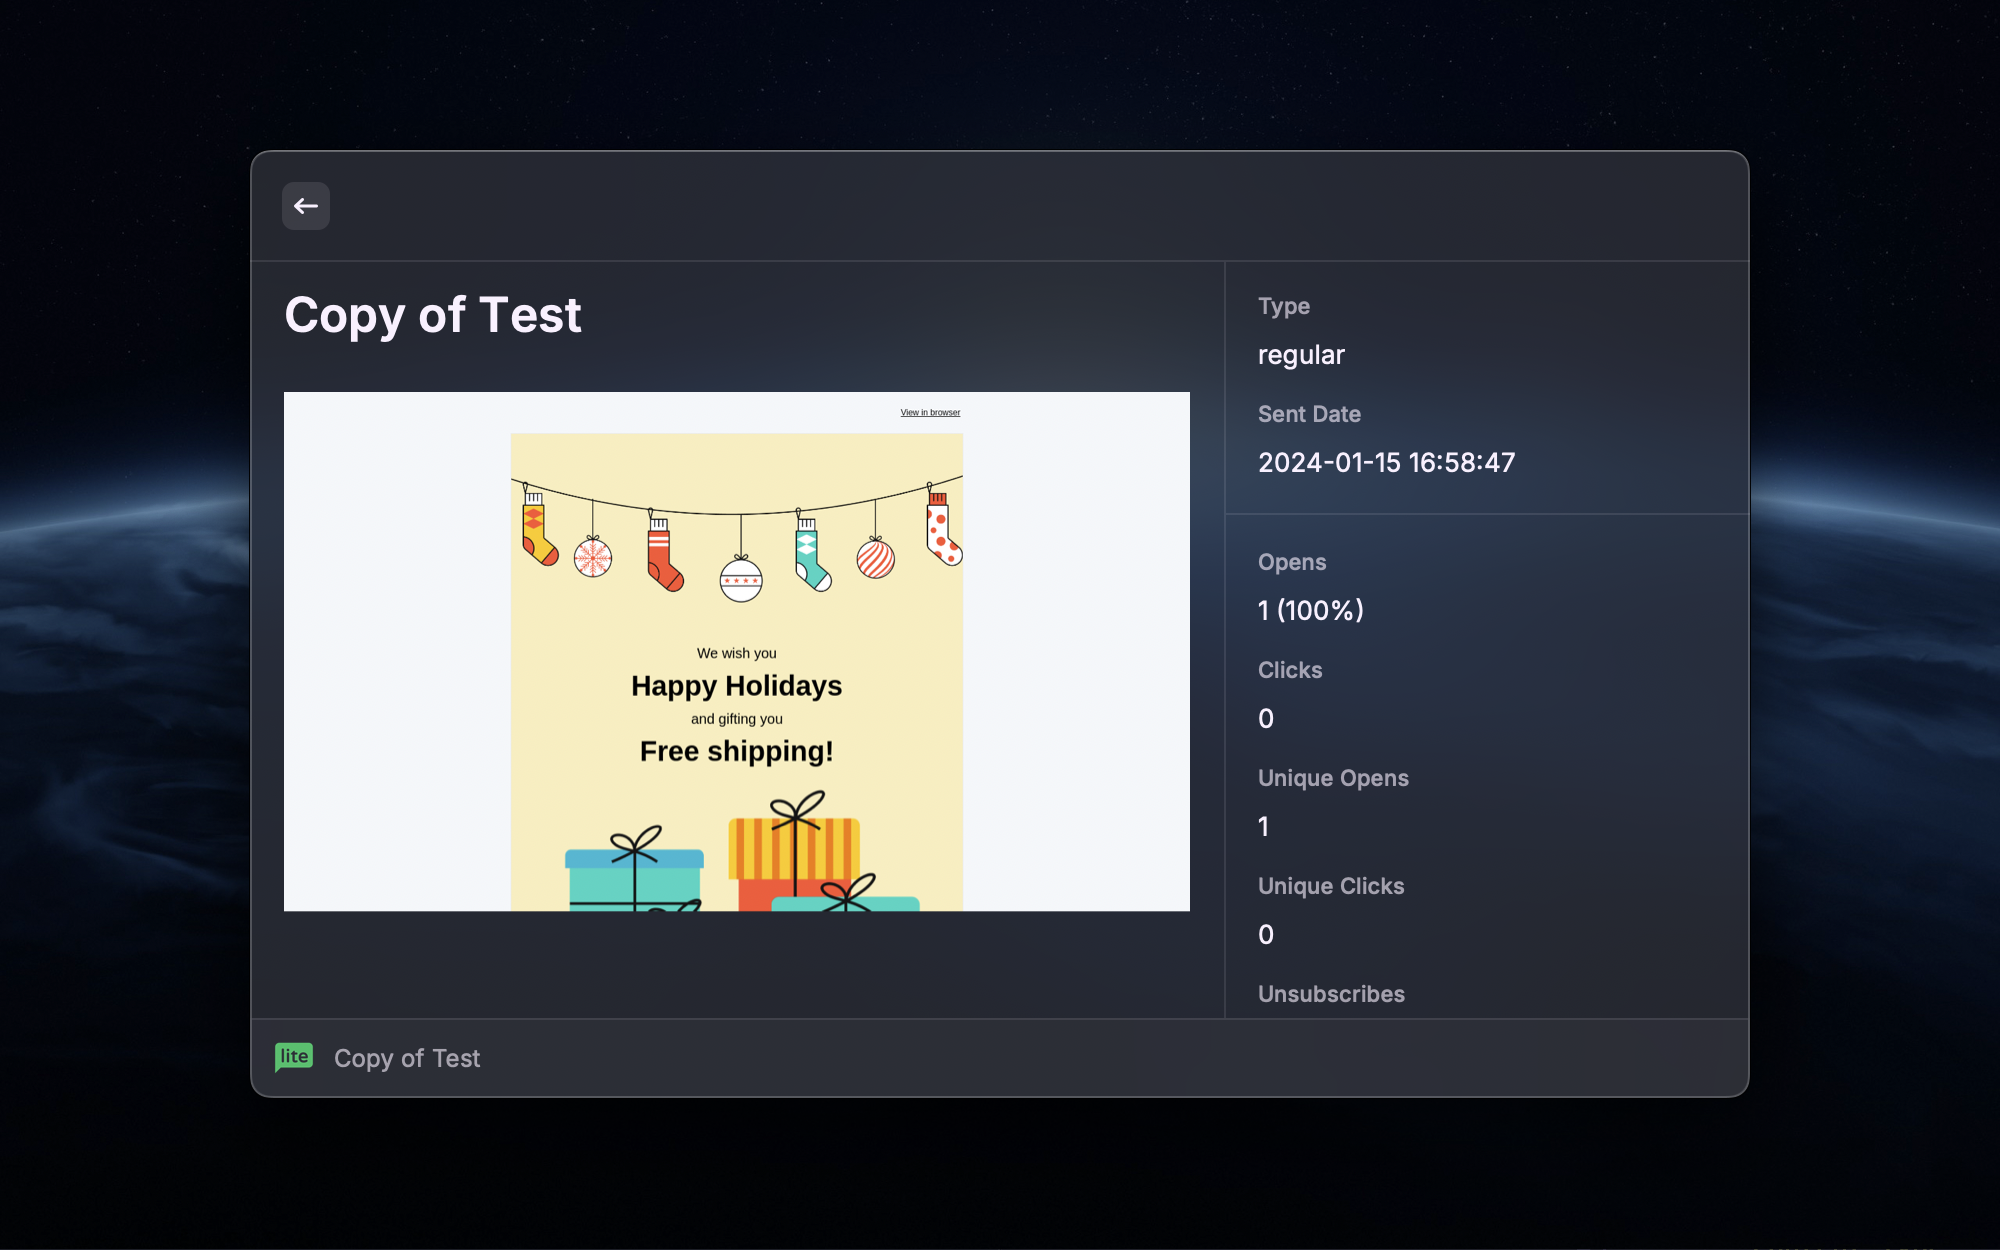 Copy of Test
View in browser
We wish you
Happy Holidays
and gifting you
Free shipping!
Type
regular
Sent Date
2024-01-15 16:58:47
Opens
1 (100%)
Clicks
0
Unique Opens
1
Unique Clicks
0
Unsubscribes
lite Copy of Test